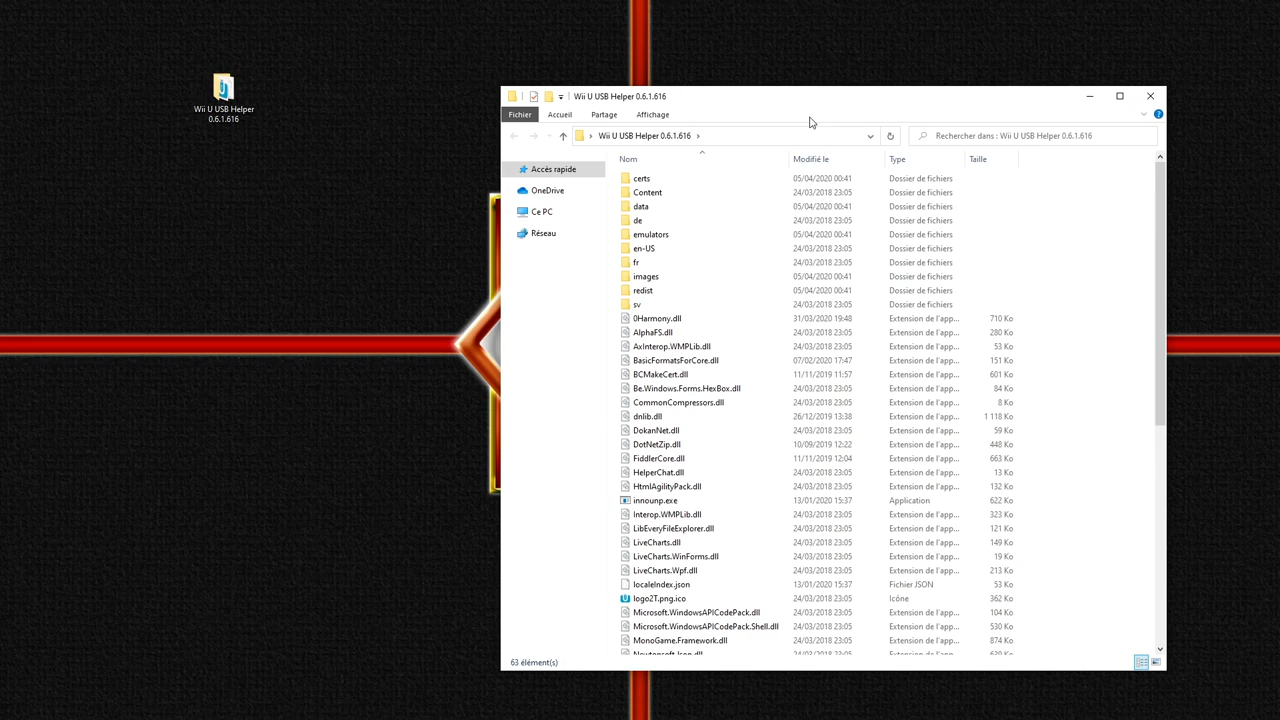 Wii U USB Helper
0.6.1.616
Wii U USB Helper 0.6.1.616
Fichier Accueil Partage Affichage
Wii U USB Helper 0.6.1.616 Rechercher dans : Wii U USB Helper 0.6.1.616
Nom Modifié le Type Taille
Accès rapide
OneDrive
Ce PC
Réseau
certs 05/04/2020 00:41 Dossier de fichiers
Content 24/03/2018 23:05 Dossier de fichiers
data 05/04/2020 00:41 Dossier de fichiers
de 24/03/2018 23:05 Dossier de fichiers
emulators 05/04/2020 00:41 Dossier de fichiers
en-US 24/03/2018 23:05 Dossier de fichiers
fr 24/03/2018 23:05 Dossier de fichiers
images 05/04/2020 00:41 Dossier de fichiers
redist 05/04/2020 00:41 Dossier de fichiers
sv 24/03/2018 23:05 Dossier de fichiers
0Harmony.dll 31/03/2020 19:48 Extension de l'app... 710 Ko
AlphaFS.dll 24/03/2018 23:05 Extension de l'app... 280 Ko
AxInterop.WMPLib.dll 24/03/2018 23:05 Extension de l'app... 53 Ko
BasicFormatsForCore.dll 07/02/2020 17:47 Extension de l'app... 151 Ko
BCMakeCert.dll 11/11/2019 11:57 Extension de l'app... 601 Ko
Be.Windows.Forms.HexBox.dll 24/03/2018 23:05 Extension de l'app... 84 Ko
CommonCompressors.dll 24/03/2018 23:05 Extension de l'app... 8 Ko
dnlib.dll 26/12/2019 13:38 Extension de l'app... 1 118 Ko
DokanNet.dll 24/03/2018 23:05 Extension de l'app... 59 Ko
DotNetZip.dll 10/09/2019 12:22 Extension de l'app... 448 Ko
FiddlerCore.dll 11/11/2019 12:04 Extension de l'app... 663 Ko
HelperChat.dll 24/03/2018 23:05 Extension de l'app... 13 Ko
HtmlAgilityPack.dll 24/03/2018 23:05 Extension de l'app... 132 Ko
innounp.exe 13/01/2020 15:37 Application 622 Ko
Interop.WMPLib.dll 24/03/2018 23:05 Extension de l'app... 323 Ko
LibEveryFileExplorer.dll 24/03/2018 23:05 Extension de l'app... 121 Ko
LiveCharts.dll 24/03/2018 23:05 Extension de l'app... 149 Ko
LiveCharts.WinForms.dll 24/03/2018 23:05 Extension de l'app... 19 Ko
LiveCharts.Wpf.dll 24/03/2018 23:05 Extension de l'app... 213 Ko
localeIndex.json 13/01/2020 15:37 Fichier JSON 53 Ko
logo2T.png.ico 24/03/2018 23:05 Icône 362 Ko
Microsoft.WindowsAPICodePack.dll 24/03/2018 23:05 Extension de l'app... 104 Ko
Microsoft.WindowsAPICodePack.Shell.dll 24/03/2018 23:05 Extension de l'app... 530 Ko
MonoGame.Framework.dll 24/03/2018 23:05 Extension de l'app... 874 Ko
Newtonsoft.Json.dll 24/03/2018 23:05 Extension de l'app...
63 élément(s)